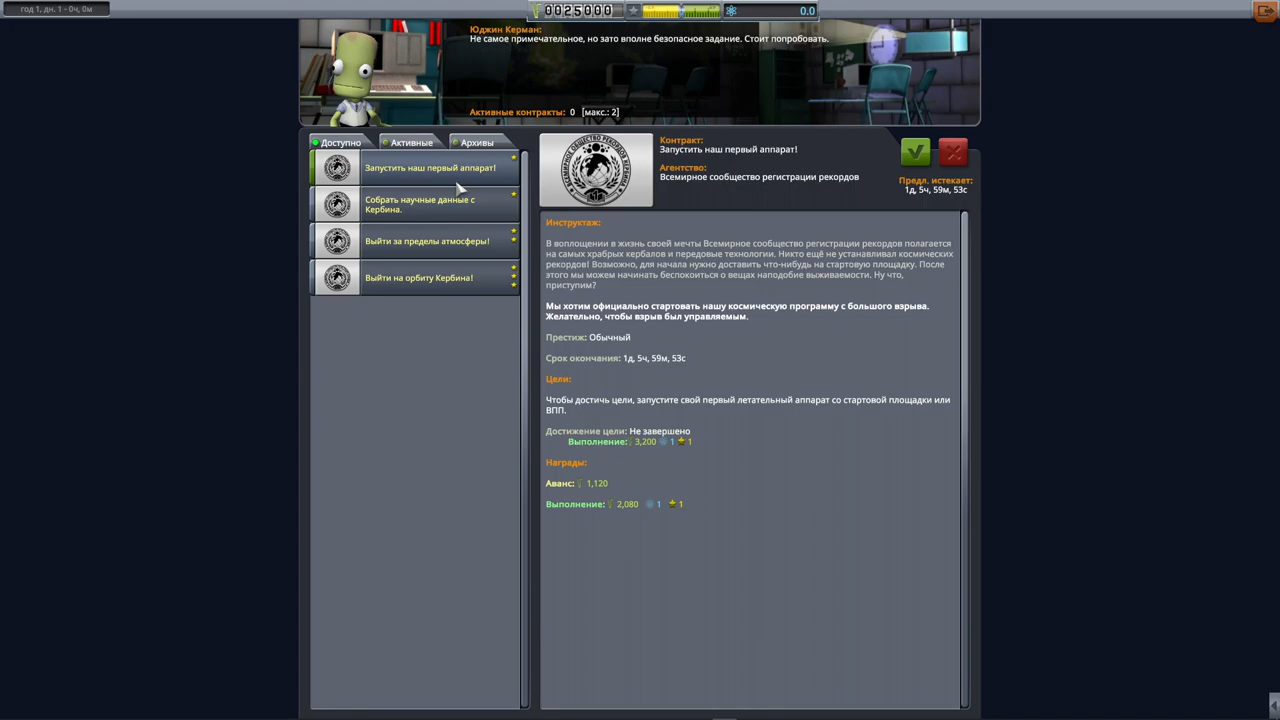 год 1, дн. 1 - 0ч, 0м
0025000
0.0
Юджин Керман:
Не самое примечательное, но зато вполне безопасное задание. Стоит попробовать.
Активные контракты: 0 [макс.: 2]
Доступно
Активные
Архивы
Запустить наш первый аппарат!
Собрать научные данные с
Кербина.
Выйти за пределы атмосферы!
Выйти на орбиту Кербина!
Контракт:
Запустить наш первый аппарат!
Агентство:
Всемирное сообщество регистрации рекордов
Предл. истекает:
1д, 5ч, 59м, 53с
Инструктаж:
В воплощении в жизнь своей мечты Всемирное сообщество регистрации рекордов полагается
на самых храбрых кербалов и передовые технологии. Никто ещё не устанавливал космических
рекордов! Возможно, для начала нужно доставить что-нибудь на стартовую площадку. После
этого мы можем начинать беспокоиться о вещах наподобие выживаемости. Ну что,
приступим?
Мы хотим официально стартовать нашу космическую программу с большого взрыва.
Желательно, чтобы взрыв был управляемым.
Престиж: Обычный
Срок окончания: 1д, 5ч, 59м, 53с
Цели:
Чтобы достичь цели, запустите свой первый летательный аппарат со стартовой площадки или
ВПП.
Достижение цели: Не завершено
Выполнение: 3,200 1 1
Награды:
Аванс: 1,120
Выполнение: 2,080 1 1